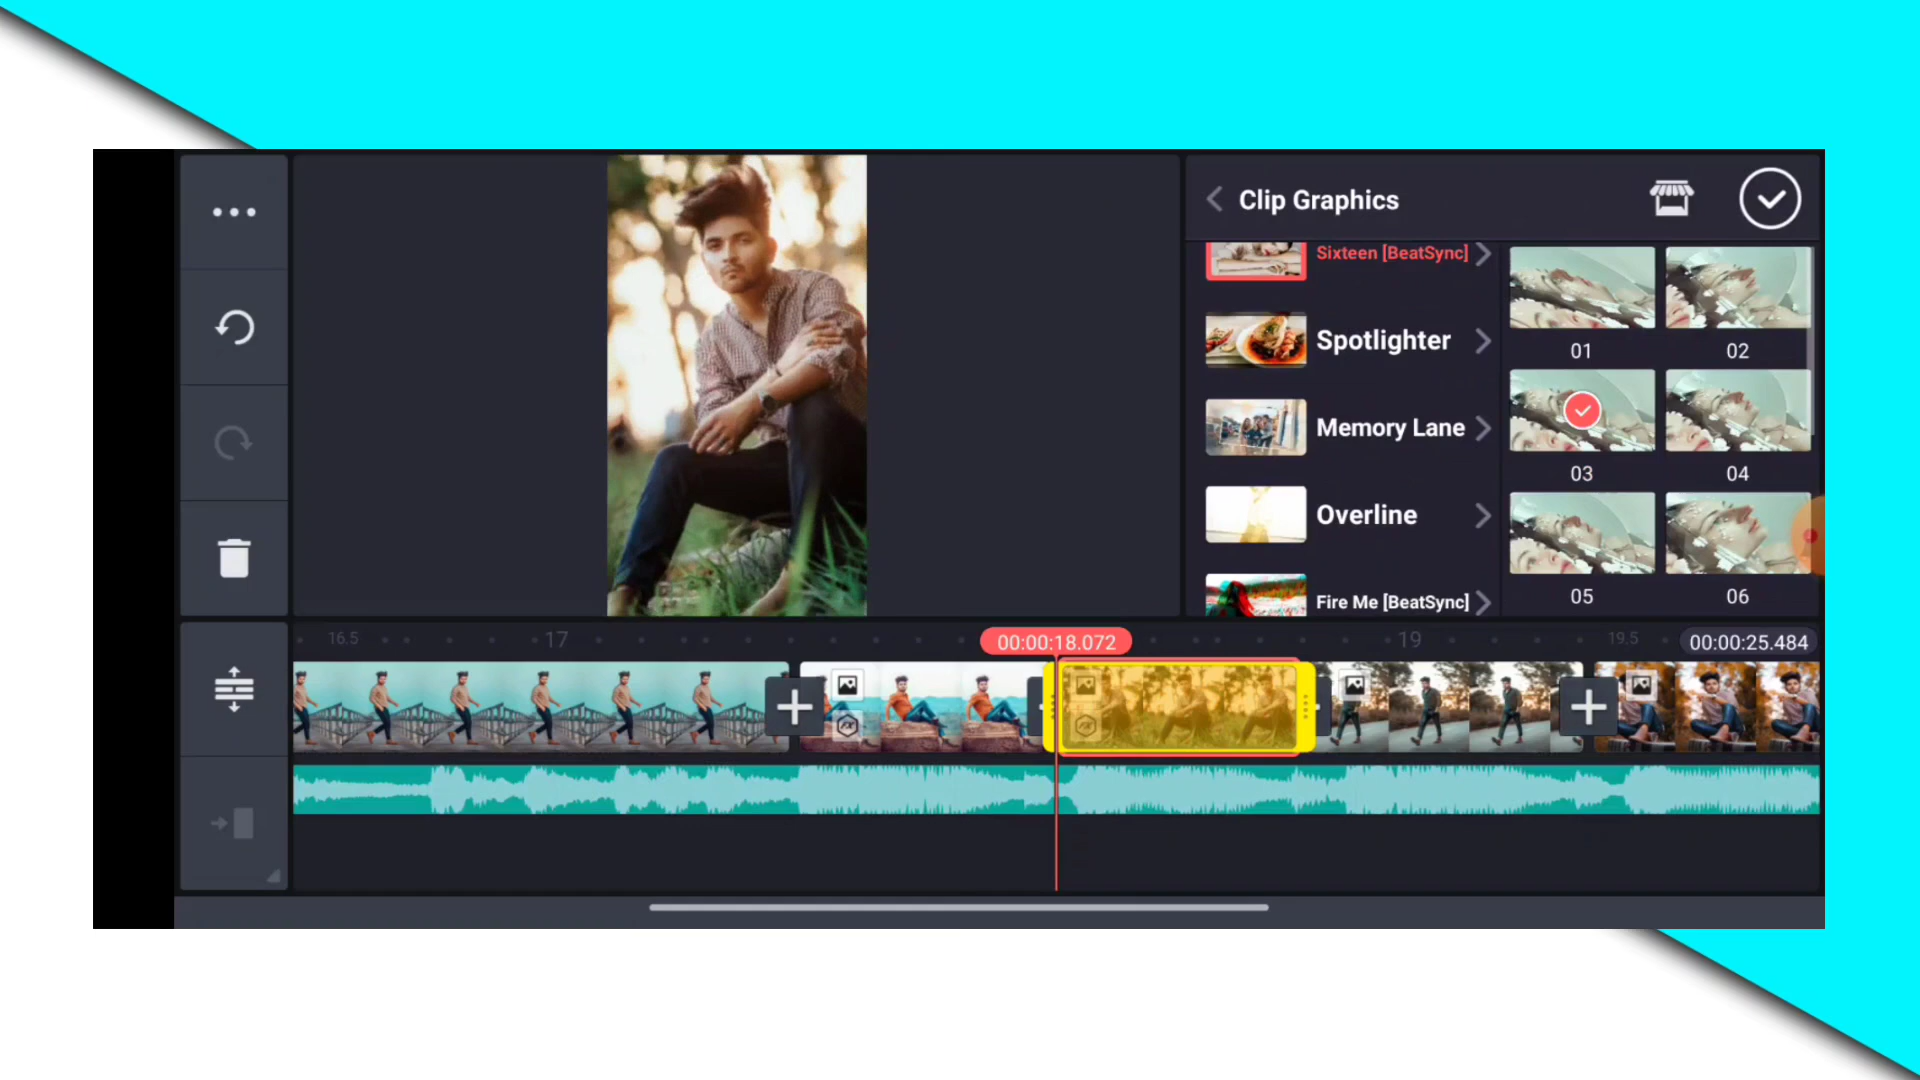 Clip Graphics
Sixteen [BeatSync]
Spotlighter
Memory Lane
Overline
Fire Me [BeatSync]
01
02
03
04
05
06
16.5
17
00:00:18.072
19
19.5
00:00:25.484